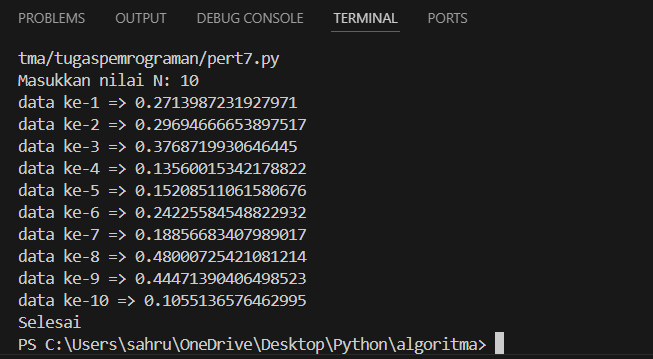 PROBLEMS OUTPUT DEBUG CONSOLE TERMINAL PORTS
tma/tugaspemrograman/pert7.py
Masukkan nilai N: 10
data ke-1 => 0.2713987231927971
data ke-2 => 0.29694666653897517
data ke-3 => 0.3768719930646445
data ke-4 => 0.13560015342178822
data ke-5 => 0.15208511061580676
data ke-6 => 0.24225584548822932
data ke-7 => 0.18856683407989017
data ke-8 => 0.48000725421081214
data ke-9 => 0.44471390406498523
data ke-10 => 0.1055136576462995
Selesai
PS C:\Users\sahru\OneDrive\Desktop\Python\algoritma>